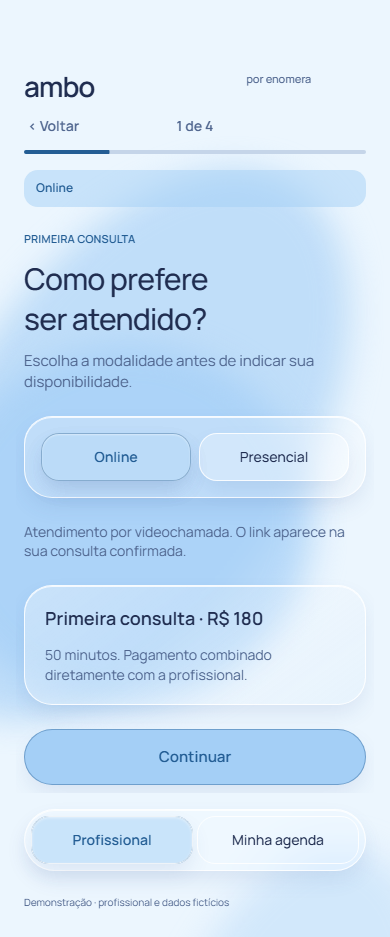 ambo
por enomera
‹ Voltar
1 de 4
Online
PRIMEIRA CONSULTA
Como prefere
ser atendido?
Escolha a modalidade antes de indicar sua
disponibilidade.
Online
Presencial
Atendimento por videochamada. O link aparece na
sua consulta confirmada.
Primeira consulta · R$ 180
50 minutos. Pagamento combinado
diretamente com a profissional.
Continuar
Profissional
Minha agenda
Demonstração · profissional e dados fictícios